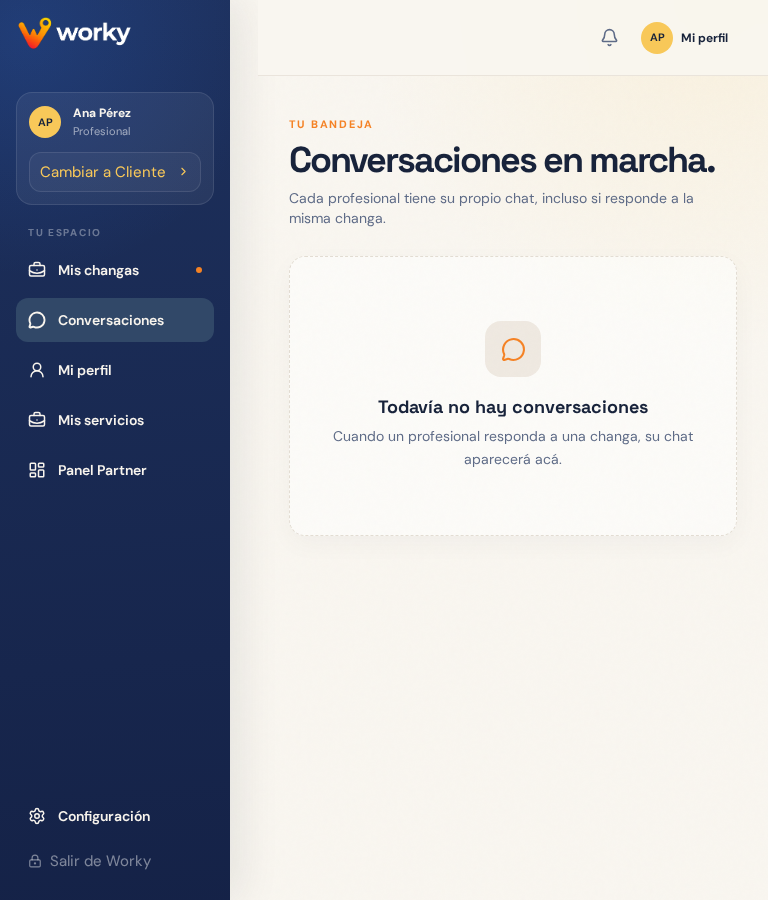 worky
AP
Ana Pérez
Profesional
Cambiar a Cliente
TU ESPACIO
Mis changas
Conversaciones
Mi perfil
Mis servicios
Panel Partner
Configuración
Salir de Worky
AP
Mi perfil
TU BANDEJA
Conversaciones en marcha.
Cada profesional tiene su propio chat, incluso si responde a la
misma changa.
Todavía no hay conversaciones
Cuando un profesional responda a una changa, su chat
aparecerá acá.